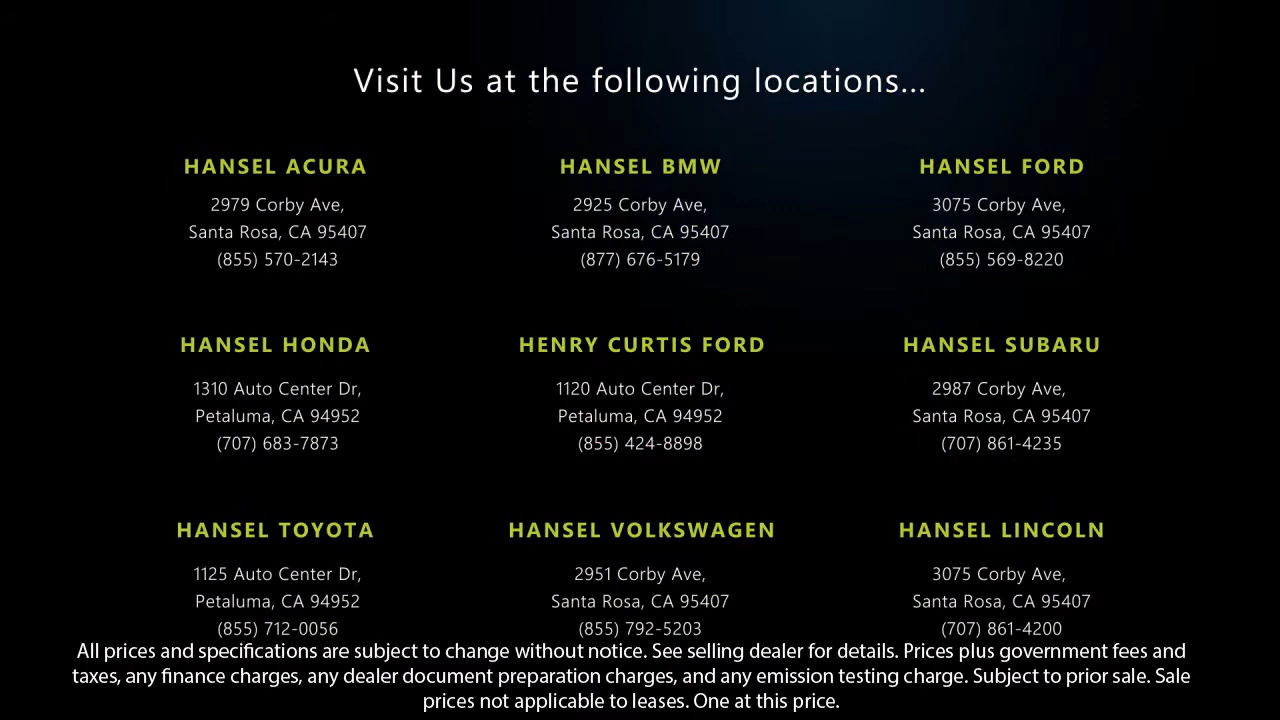 Visit Us at the following locations...
HANSEL ACURA
2979 Corby Ave,
Santa Rosa, CA 95407
(855) 570-2143
HANSEL BMW
2925 Corby Ave,
Santa Rosa, CA 95407
(877) 676-5179
HANSEL FORD
3075 Corby Ave,
Santa Rosa, CA 95407
(855) 569-8220
HANSEL HONDA
1310 Auto Center Dr,
Petaluma, CA 94952
(707) 683-7873
HENRY CURTIS FORD
1120 Auto Center Dr,
Petaluma, CA 94952
(855) 424-8898
HANSEL SUBARU
2987 Corby Ave,
Santa Rosa, CA 95407
(707) 861-4235
HANSEL TOYOTA
1125 Auto Center Dr,
Petaluma, CA 94952
(855) 712-0056
HANSEL VOLKSWAGEN
2951 Corby Ave,
Santa Rosa, CA 95407
(855) 792-5203
HANSEL LINCOLN
3075 Corby Ave,
Santa Rosa, CA 95407
(707) 861-4200
All prices and specifications are subject to change without notice. See selling dealer for details. Prices plus government fees and
taxes, any finance charges, any dealer document preparation charges, and any emission testing charge. Subject to prior sale. Sale
prices not applicable to leases. One at this price.